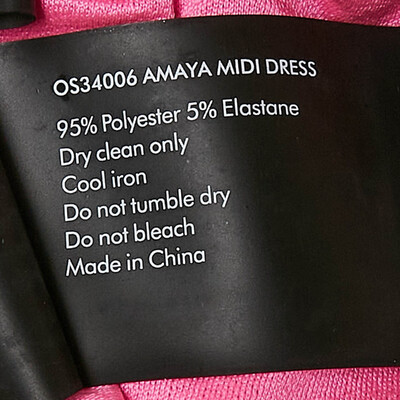 OS34006 AMAYA MIDI DRESS
95% Polyester 5% Elastane
Dry clean only
Cool iron
Do not tumble dry
Do not bleach
Made in China